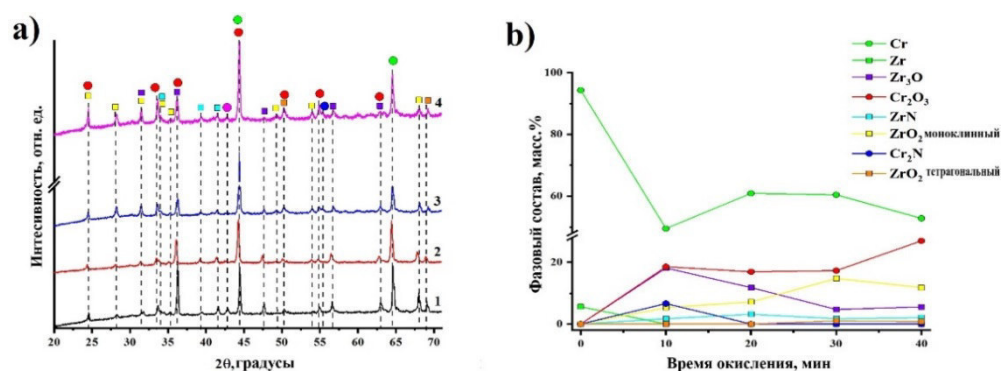 a)
Интесивность, отн. ед.
4
3
2
1
20 25 30 35 40 45 50 55 60 65 70
2θ,градусы
b)
Cr
Zr
Zr₃O
Cr₂O₃
ZrN
ZrO₂ моноклинный
Cr₂N
ZrO₂ тетрагональный
Фазовый состав, масс.%
100
80
60
20
0
0 10 20 30 40
Время окисления, мин